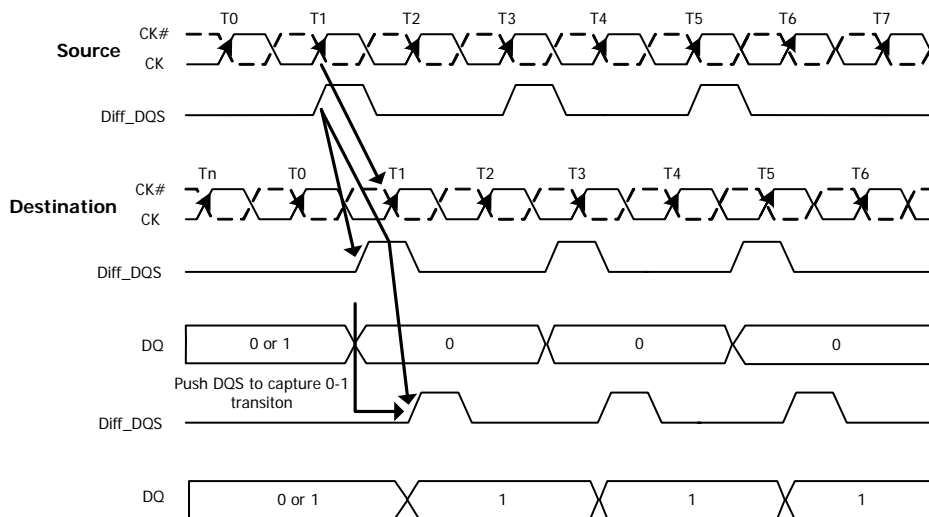 T0 T1 T2 T3 T4 T5 T6 T7
CK#
Source
CK
Diff_DQS
Tn T0 T1 T2 T3 T4 T5 T6
CK#
Destination
CK
Diff_DQS
DQ 0 or 1 0 0 0
Push DQS to capture 0-1
transiton
Diff_DQS
DQ 0 or 1 1 1 1